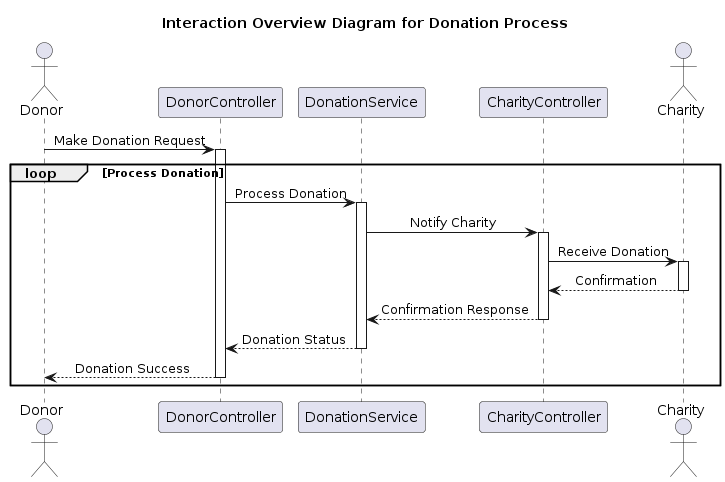 Interaction Overview Diagram for Donation Process
Donor
DonorController
DonationService
CharityController
Charity
Make Donation Request
loop
[Process Donation]
Process Donation
Notify Charity
Receive Donation
Confirmation
Confirmation Response
Donation Status
Donation Success
Donor
DonorController
DonationService
CharityController
Charity